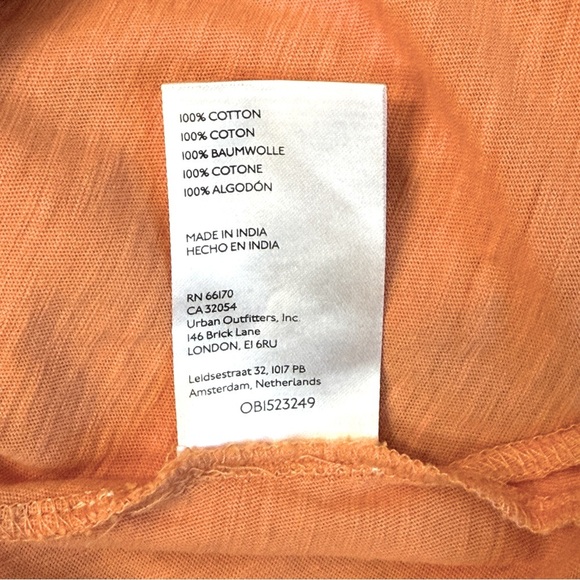 100% COTTON
100% COTON
100% BAUMWOLLE
100% COTONE
100% ALGODÓN
MADE IN INDIA
HECHO EN INDIA
RN 66170
CA 32054
Urban Outfitters, Inc.
146 Brick Lane
LONDON, E1 6RU
Leidsestraat 32, 1017 PB
Amsterdam, Netherlands
OB1523249